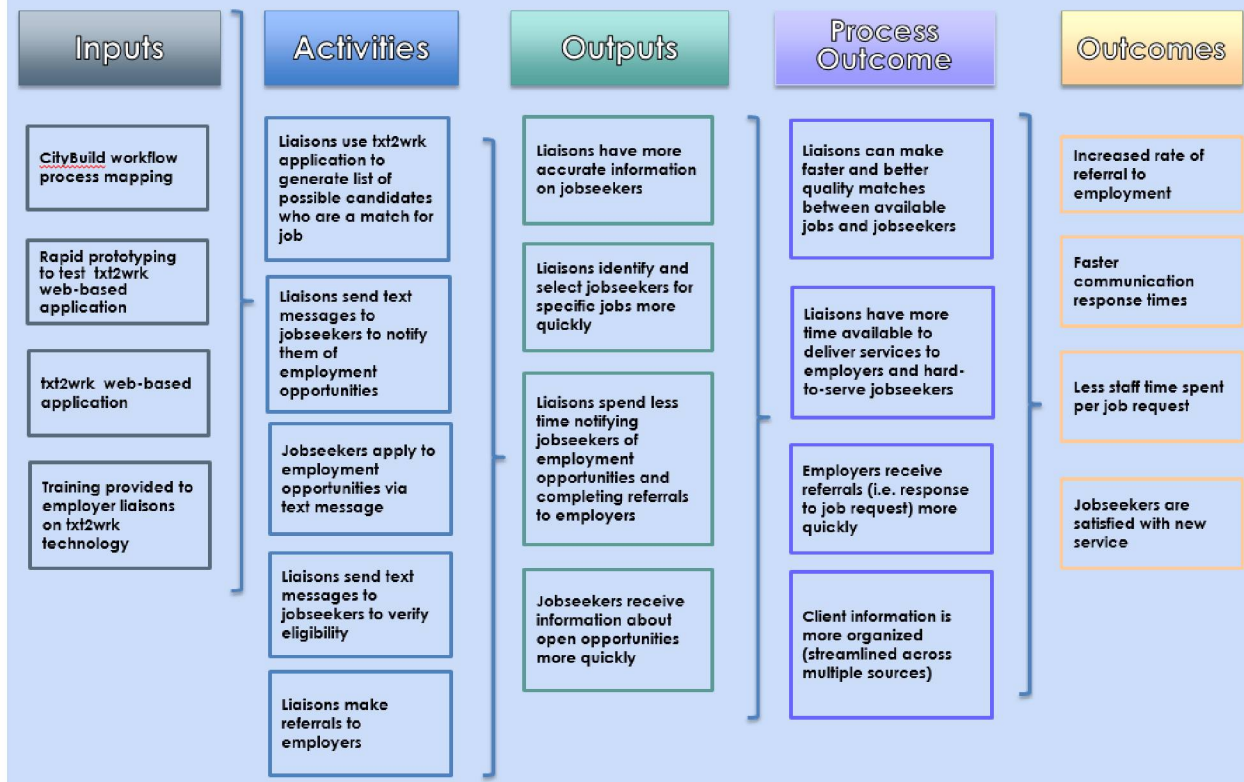 Inputs
CityBuild workflow
process mapping
Rapid prototyping
to test txt2wrk
web-based
application
txt2wrk web-based
application
Training provided to
employer liaisons
on txt2wrk
technology
Activities
Liaisons use txt2wrk
application to
generate list of
possible candidates
who are a match for
job
Liaisons send text
messages to
jobseekers to notify
them of
employment
opportunities
Jobseekers apply to
employment
opportunities via
text message
Liaisons send text
messages to
jobseekers to verify
eligibility
Liaisons make
referrals to
employers
Outputs
Liaisons have more
accurate information
on jobseekers
Liaisons identify and
select jobseekers for
specific jobs more
quickly
Liaisons spend less
time notifying
jobseekers of
employment
opportunities and
completing referrals
to employers
Jobseekers receive
information about
open opportunities
more quickly
Process
Outcome
Liaisons can make
faster and better
quality matches
between available
jobs and jobseekers
Liaisons have more
time available to
deliver services to
employers and hard-
to-serve jobseekers
Employers receive
referrals (i.e. response
to job request) more
quickly
Client information is
more organized
(streamlined across
multiple sources)
Outcomes
Increased rate of
referral to
employment
Faster
communication
response times
Less staff time spent
per job request
Jobseekers are
satisfied with new
service